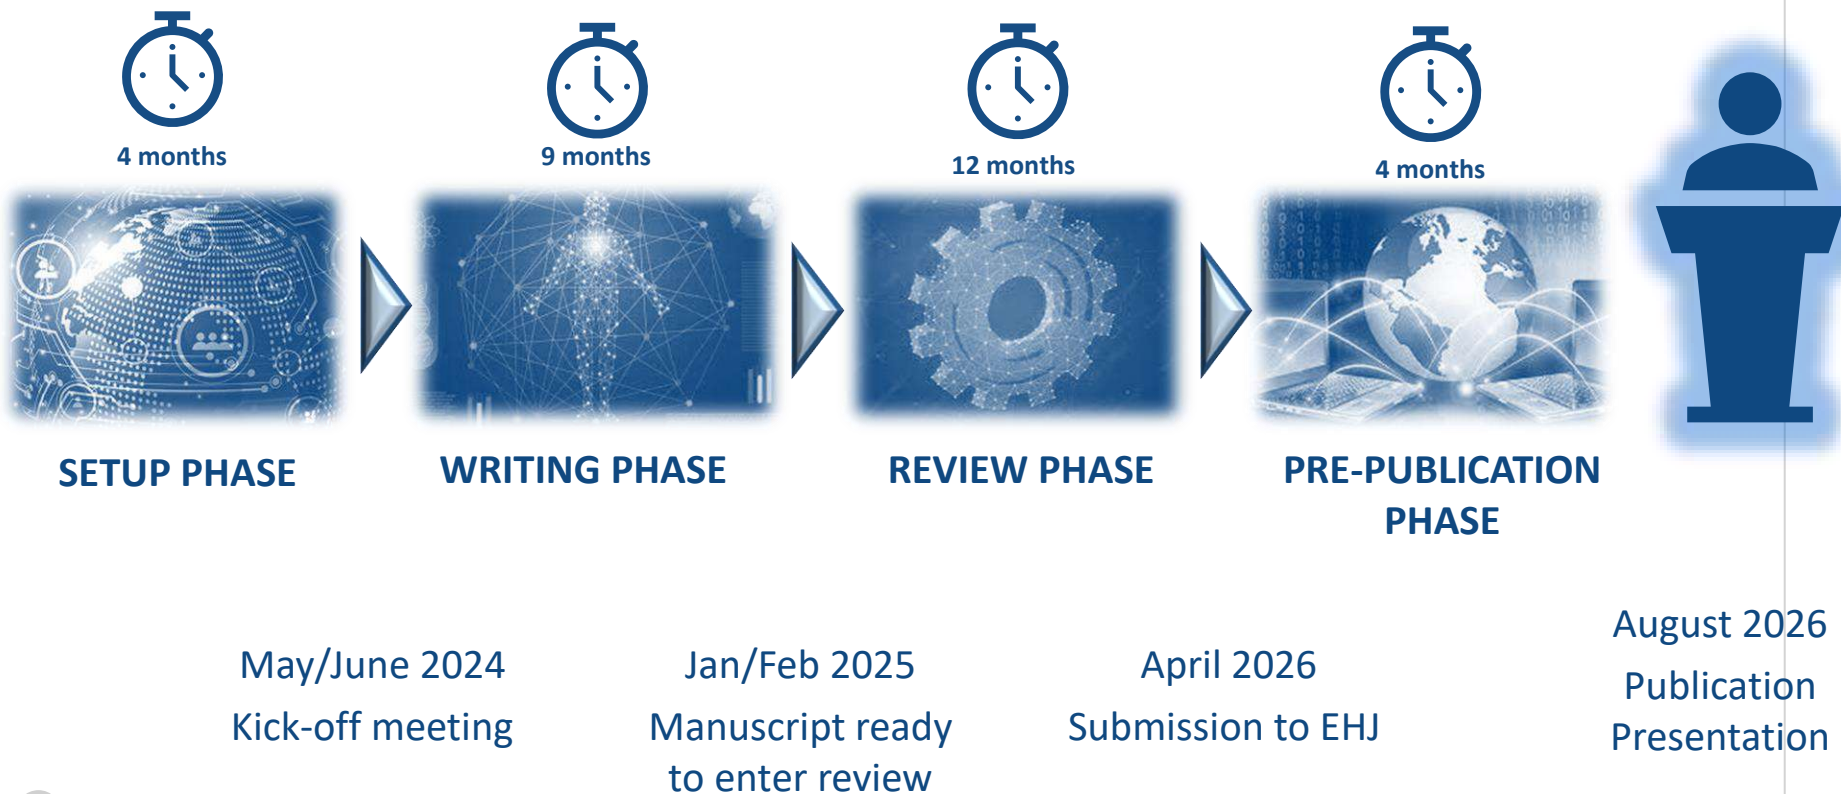 4 months
9 months
12 months
4 months
SETUP PHASE
WRITING PHASE
REVIEW PHASE
PRE-PUBLICATION
PHASE
May/June 2024
Kick-off meeting
Jan/Feb 2025
Manuscript ready
to enter review
April 2026
Submission to EHJ
August 2026
Publication
Presentation